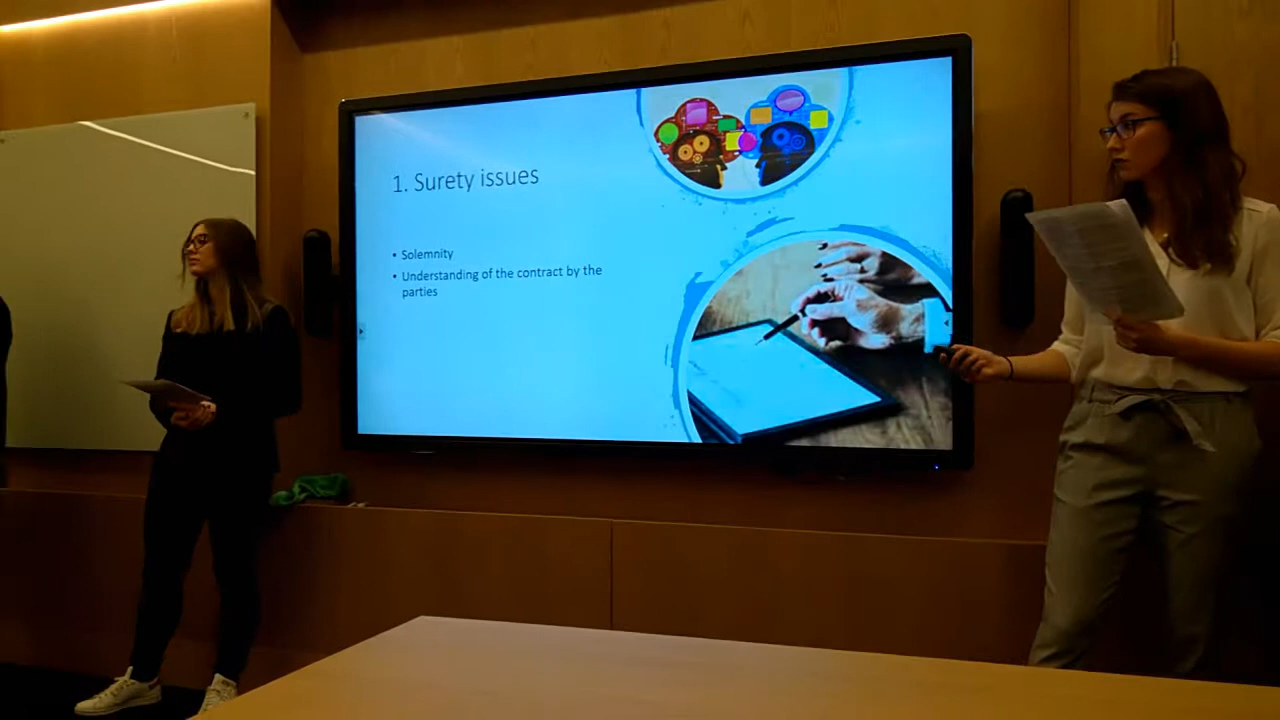 1. Surety issues
• Solemnity
• Understanding of the contract by the
parties